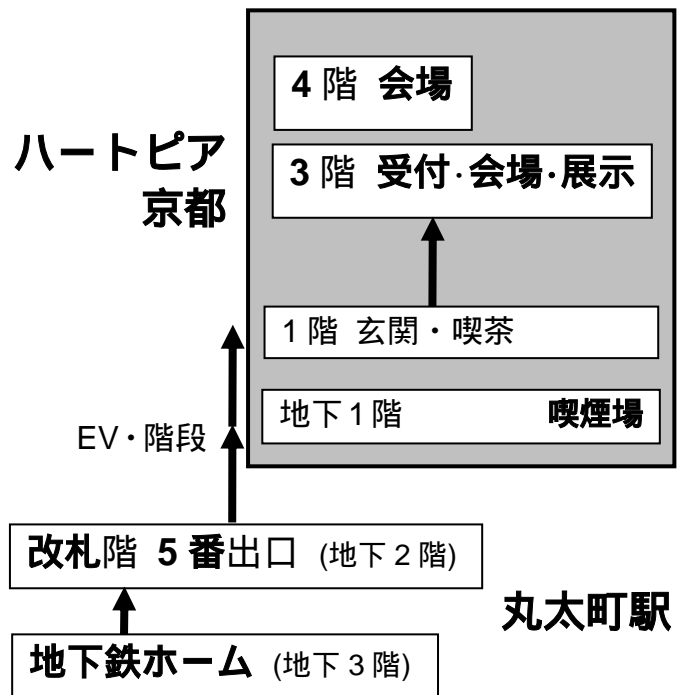 4 階 会場
ハートピア
京都
3 階 受付・会場・展示
1 階 玄関・喫茶
地下 1 階 喫煙場
EV・階段
改札階 5 番出口 (地下 2 階)
丸太町駅
地下鉄ホーム (地下 3 階)